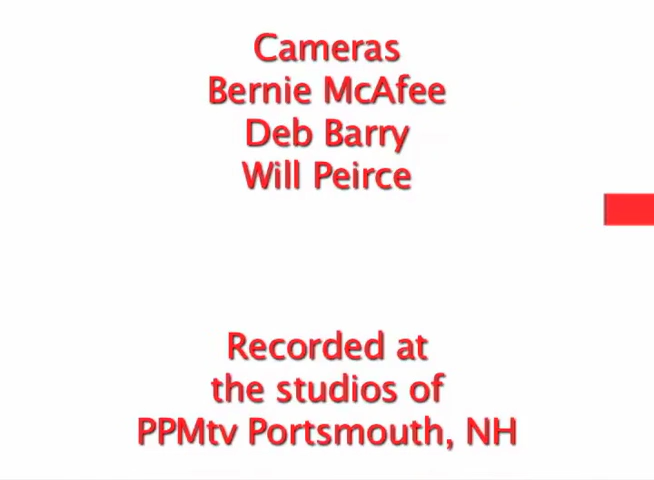 Cameras
Bernie McAfee
Deb Barry
Will Peirce
Recorded at
the studios of
PPMtv Portsmouth, NH